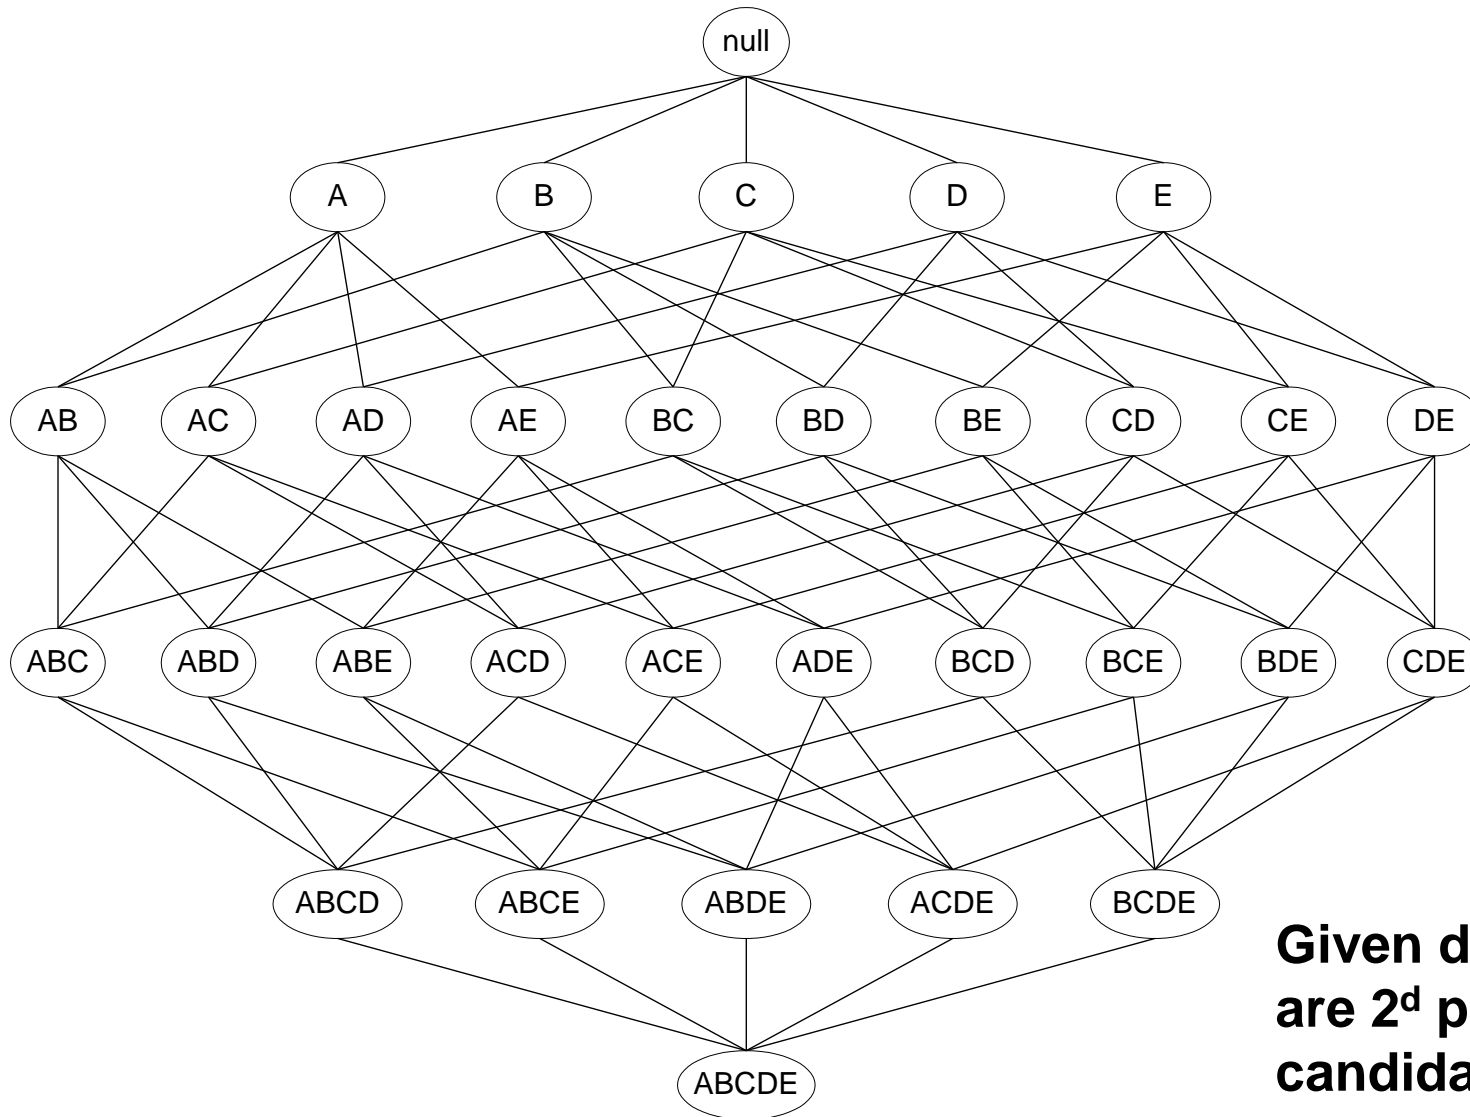 null
A B C D E
AB AC AD AE BC BD BE CD CE DE
ABC ABD ABE ACD ACE ADE BCD BCE BDE CDE
ABCD ABCE ABDE ACDE BCDE
Given
are 2ᵈ
ABCDE